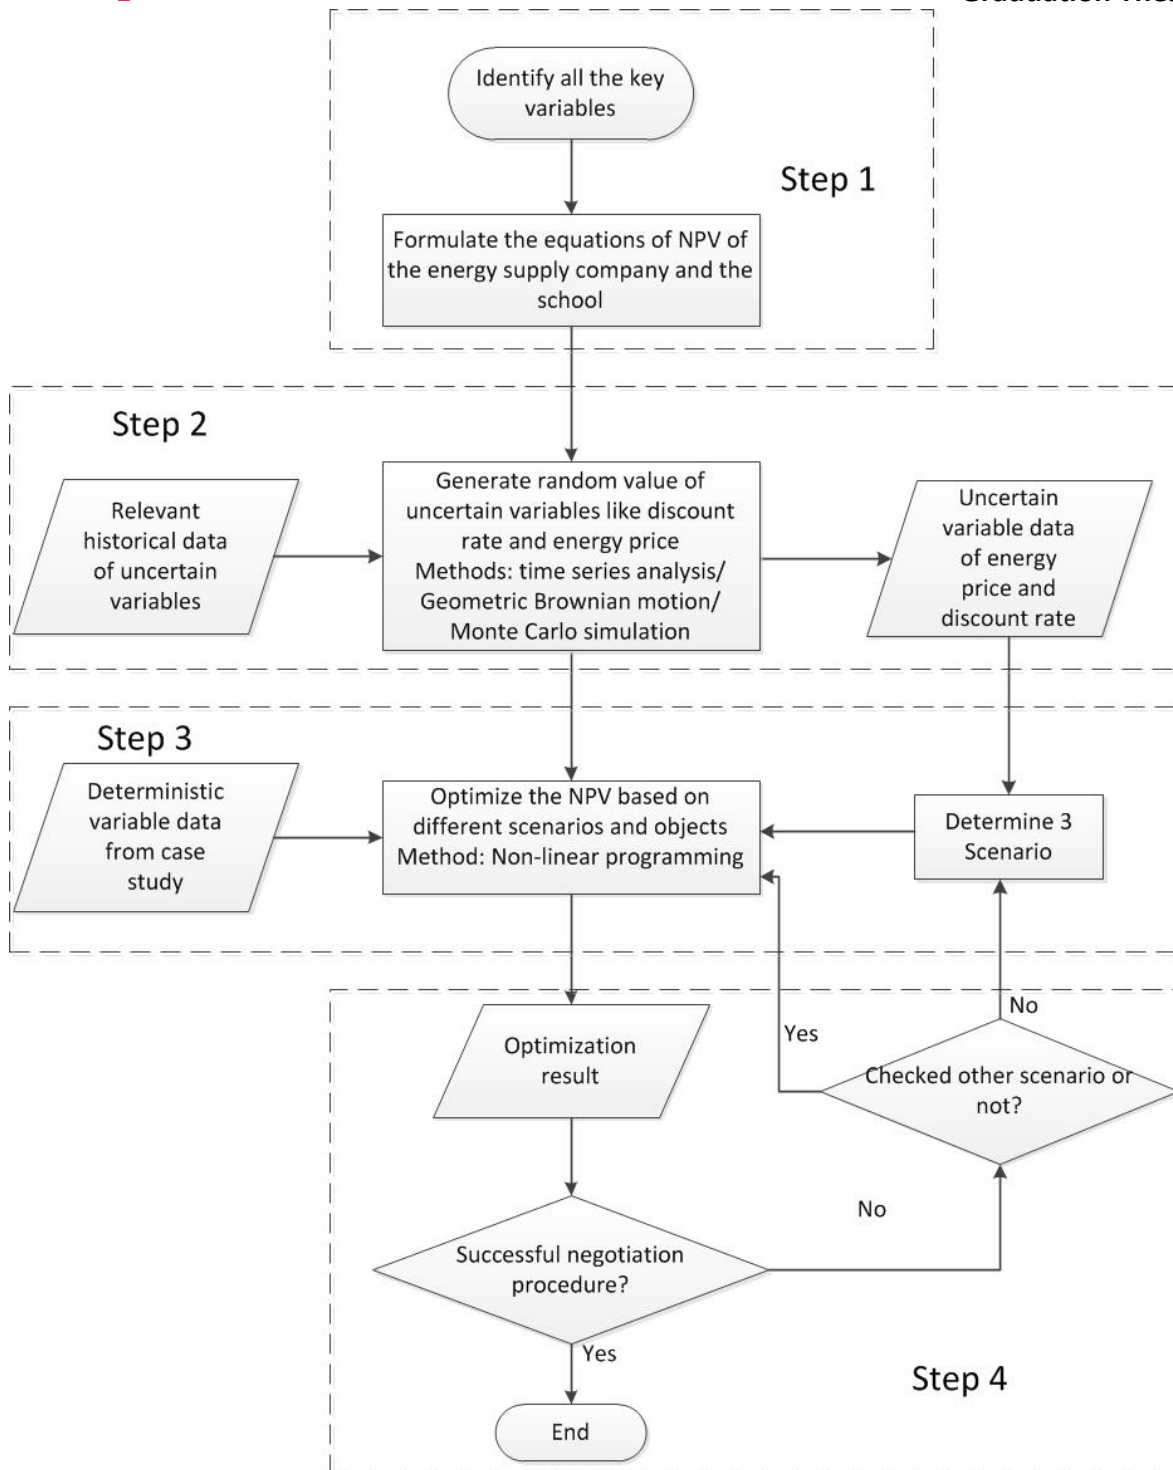 Identify all the key
variables
Step 1
Formulate the equations of NPV of
the energy supply company and the
school
Step 2
Relevant
historical data
of uncertain
variables
Generate random value of
uncertain variables like discount
rate and energy price
Methods: time series analysis/
Geometric Brownian motion/
Monte Carlo simulation
Uncertain
variable data
of energy
price and
discount rate
Step 3
Deterministic
variable data
from case
study
Optimize the NPV based on
different scenarios and objects
Method: Non-linear programming
Determine 3
Scenario
No
Yes
Optimization
result
Checked other scenario or
not?
No
Successful negotiation
procedure?
Yes
Step 4
End